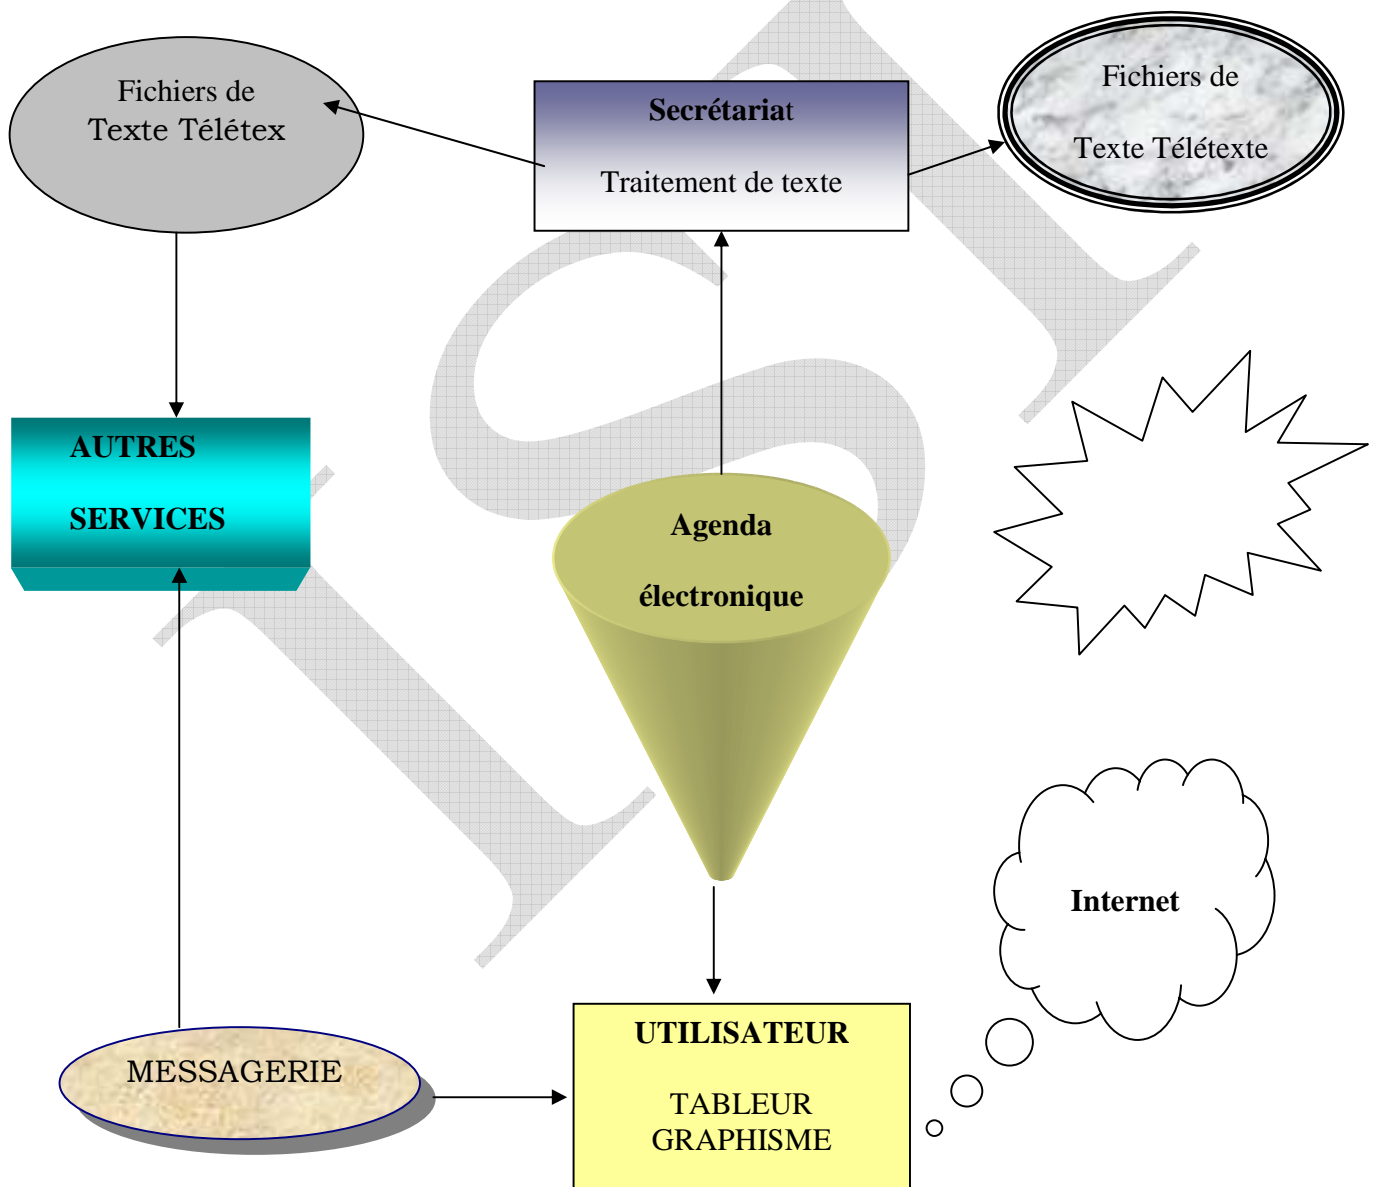 Fichiers de
Texte Télétex
Secrétariat
Traitement de texte
Fichiers de
Texte Télétexte
AUTRES
SERVICES
Agenda
électronique
Internet
MESSAGERIE
UTILISATEUR
TABLEUR
GRAPHISME
ISI